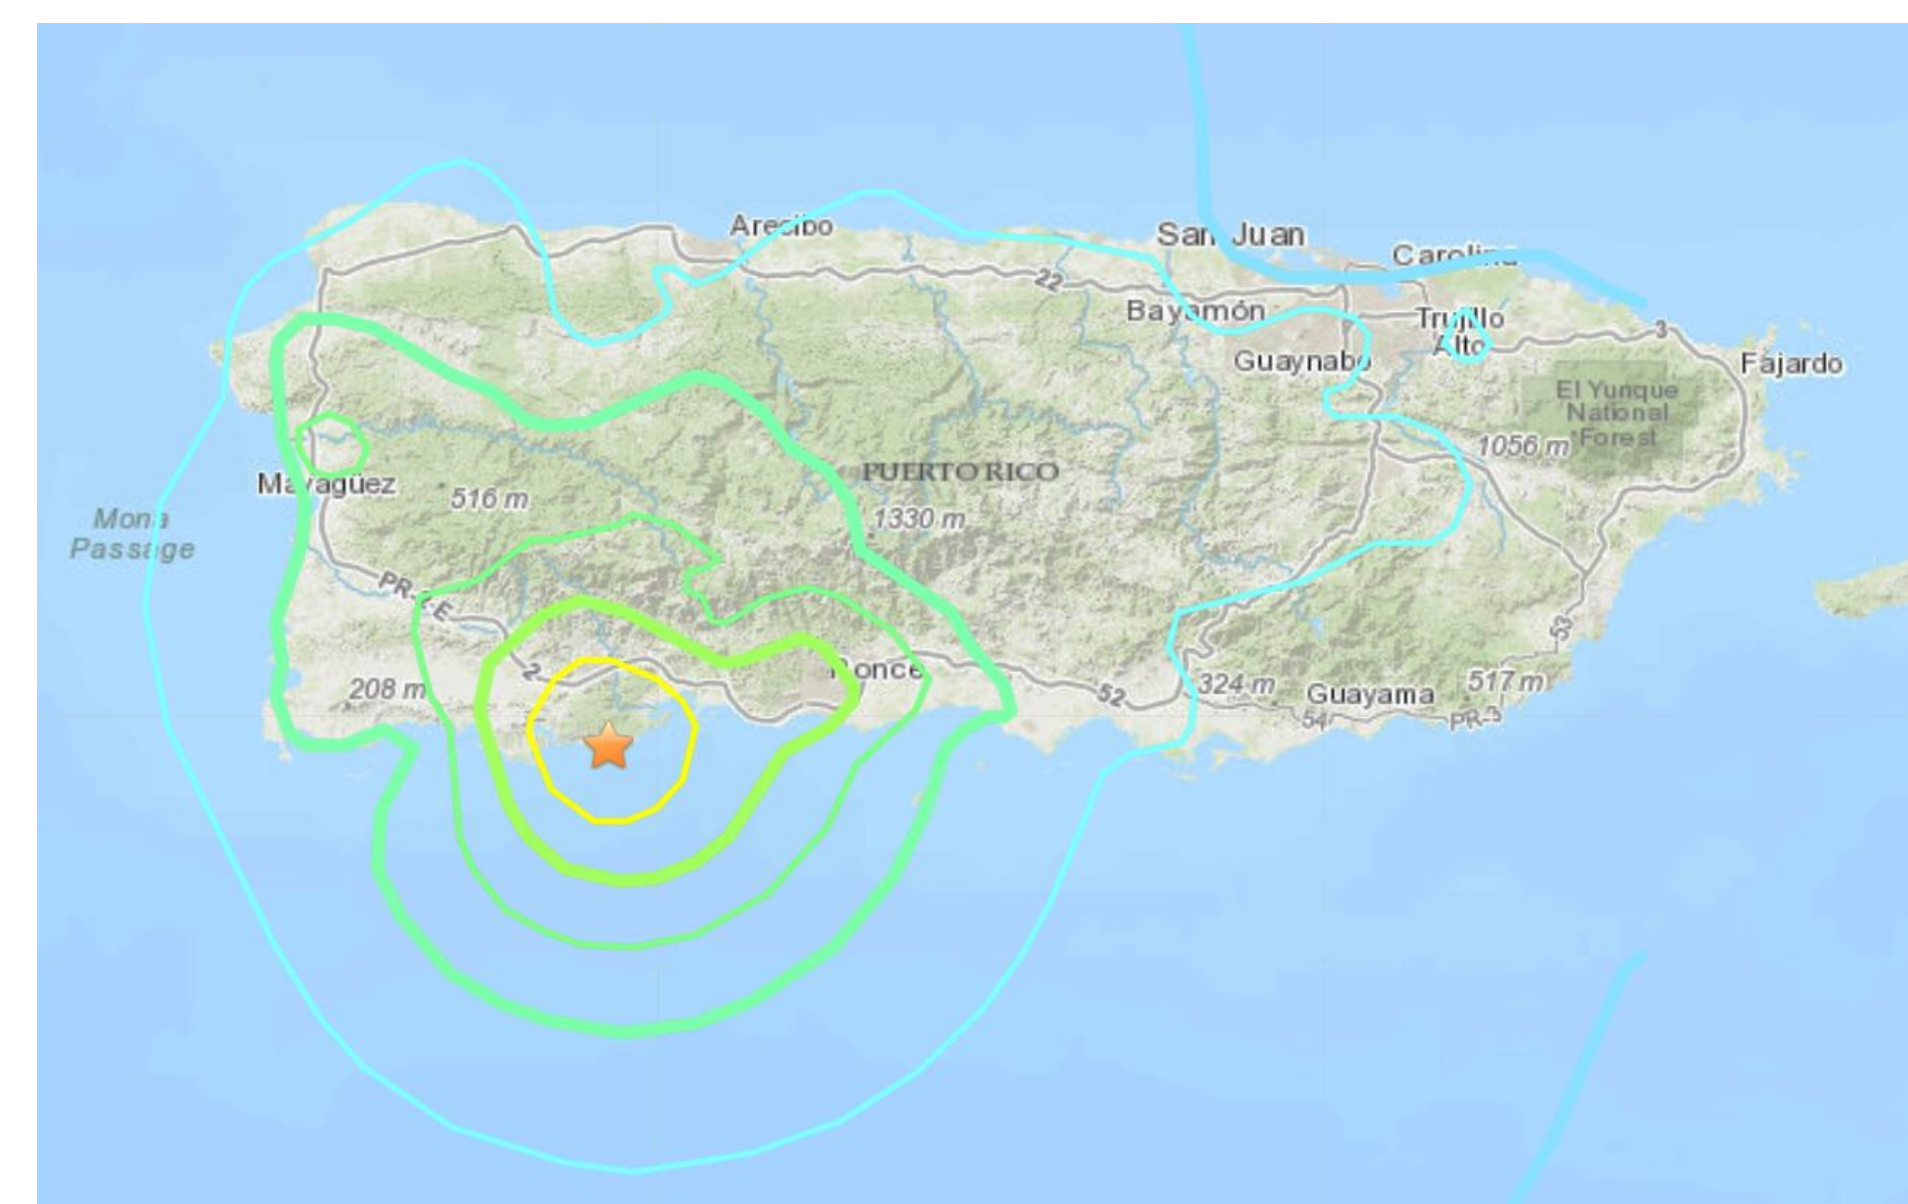 Arecibo
San Juan
Carolina
22
Bayamón
Trujillo
Alto
3
Guaynabo
Fajardo
El Yunque
National
Forest
1056 m
PUERTO RICO
Mayagüez
516 m
1330 m
Mona
Passage
PR-2 E
53
2
Ponce
208 m
52
324 m
Guayama
517 m
54
PR-3